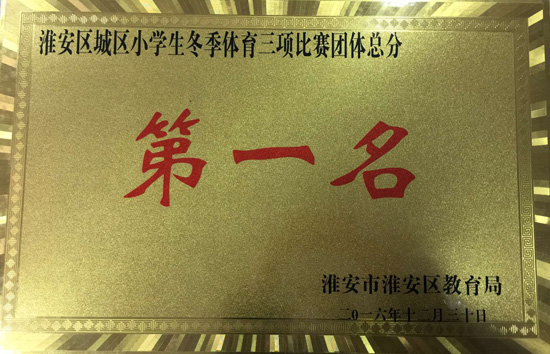 淮安区城区小学生冬季体育三项比赛团体总分
第一名
淮安市淮安区教育局
二〇一六年十二月三十日